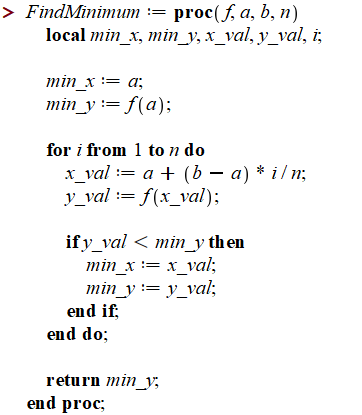 > FindMinimum := proc(f, a, b, n)
local min_x, min_y, x_val, y_val, i;
min_x := a;
min_y := f(a);
for i from 1 to n do
x_val := a + (b − a) * i / n;
y_val := f(x_val);
if y_val < min_y then
min_x := x_val;
min_y := y_val;
end if;
end do;
return min_y;
end proc;